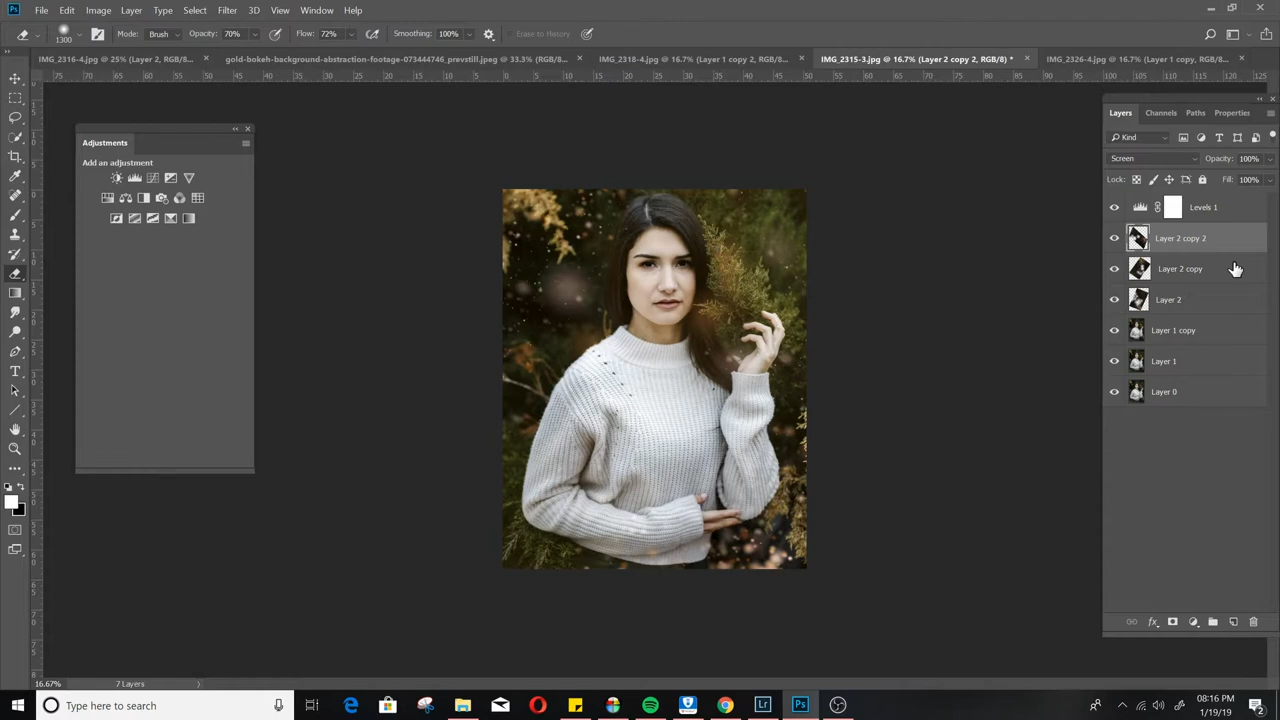 Ps File Edit Image Layer Type Select Filter 3D View Window Help
1300 Mode: Brush Opacity: 70% Flow: 72% Smoothing: 100% Erase to History
IMG_2316-4.jpg @ 25% (Layer 2, RGB/8... × gold-bokeh-background-abstraction-footage-073444746_prevstill.jpeg @ 33.3% (RGB/8... × IMG_2318-4.jpg @ 16.7% (Layer 1 copy 2, RGB/8... × IMG_2315-3.jpg @ 16.7% (Layer 2 copy 2, RGB/8) * × IMG_2326-4.jpg @ 16.7% (Layer 1 copy, RGB/8... ×
Adjustments
Add an adjustment
Layers Channels Paths Properties
Kind
Screen Opacity: 100%
Lock: Fill: 100%
Levels 1
Layer 2 copy 2
Layer 2 copy
Layer 2
Layer 1 copy
Layer 1
Layer 0
16.67% 7 Layers
Type here to search
Lr Ps
08:16 PM
1/19/19
2